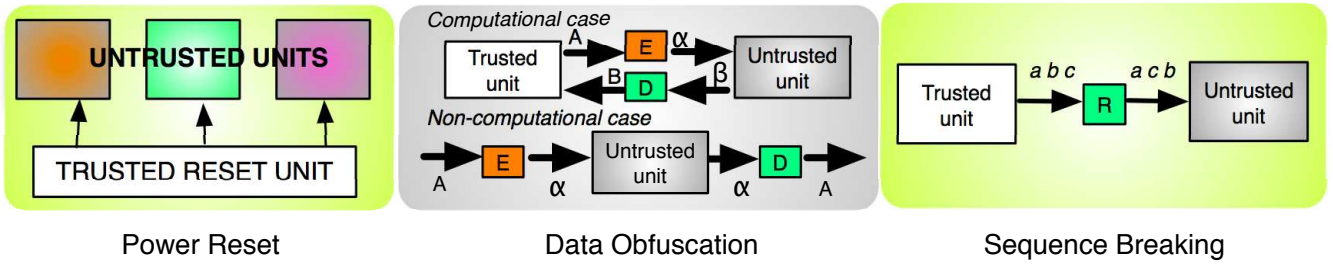 UNTRUSTED UNITS
TRUSTED RESET UNIT
Power Reset
Computational case
A E α
Trusted
unit
Untrusted
unit
B D β
Non-computational case
A E α
Untrusted
unit
α D A
Data Obfuscation
a b c a c b
Trusted
unit
R
Untrusted
unit
Sequence Breaking